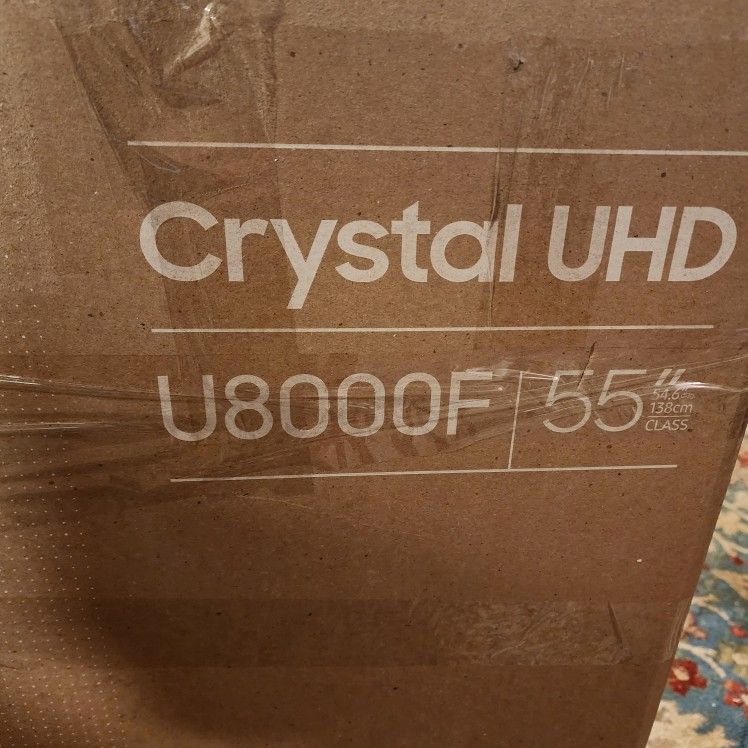 Crystal UHD
U8000F 55"
54.6
138cm
CLASS